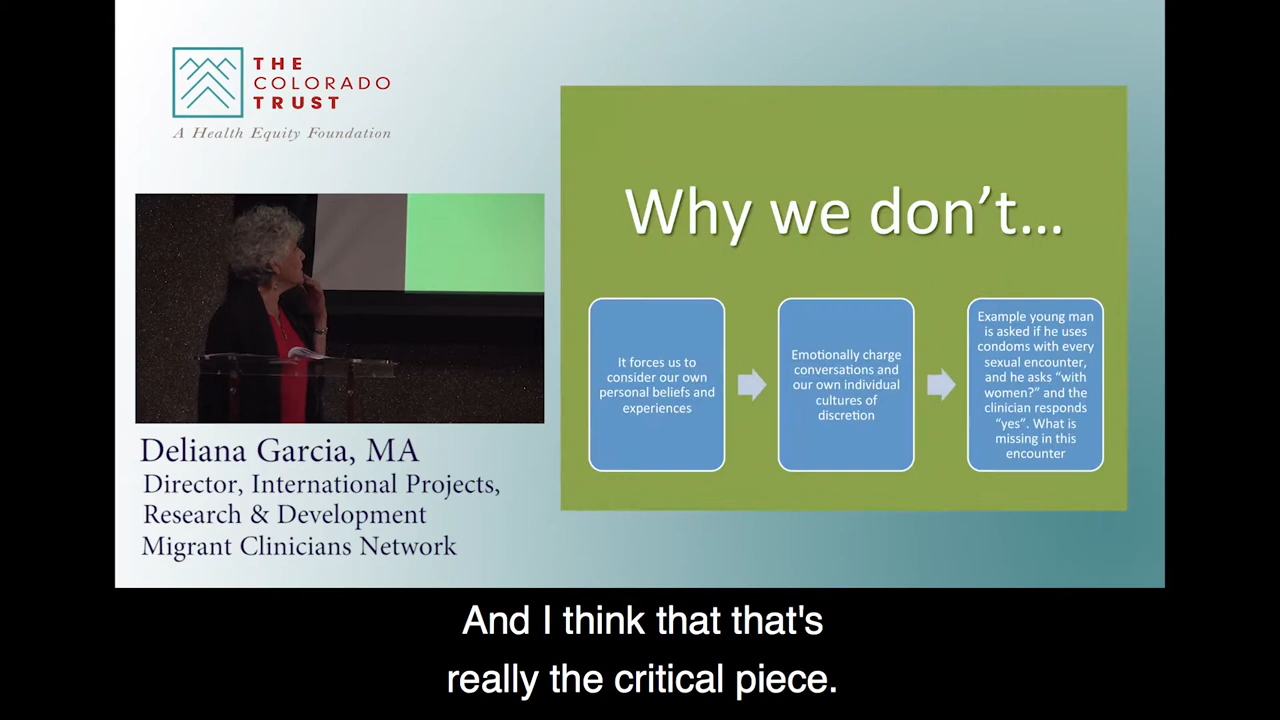 THE
COLORADO
TRUST
A Health Equity Foundation
Deliana Garcia, MA
Director, International Projects,
Research & Development
Migrant Clinicians Network
Why we don’t…
It forces us to
consider our own
personal beliefs and
experiences
Emotionally charge
conversations and
our own individual
cultures of
discretion
Example young man
is asked if he uses
condoms with every
sexual encounter,
and he asks “with
women?” and the
clinician responds
“yes”. What is
missing in this
encounter
And I think that that's
really the critical piece.